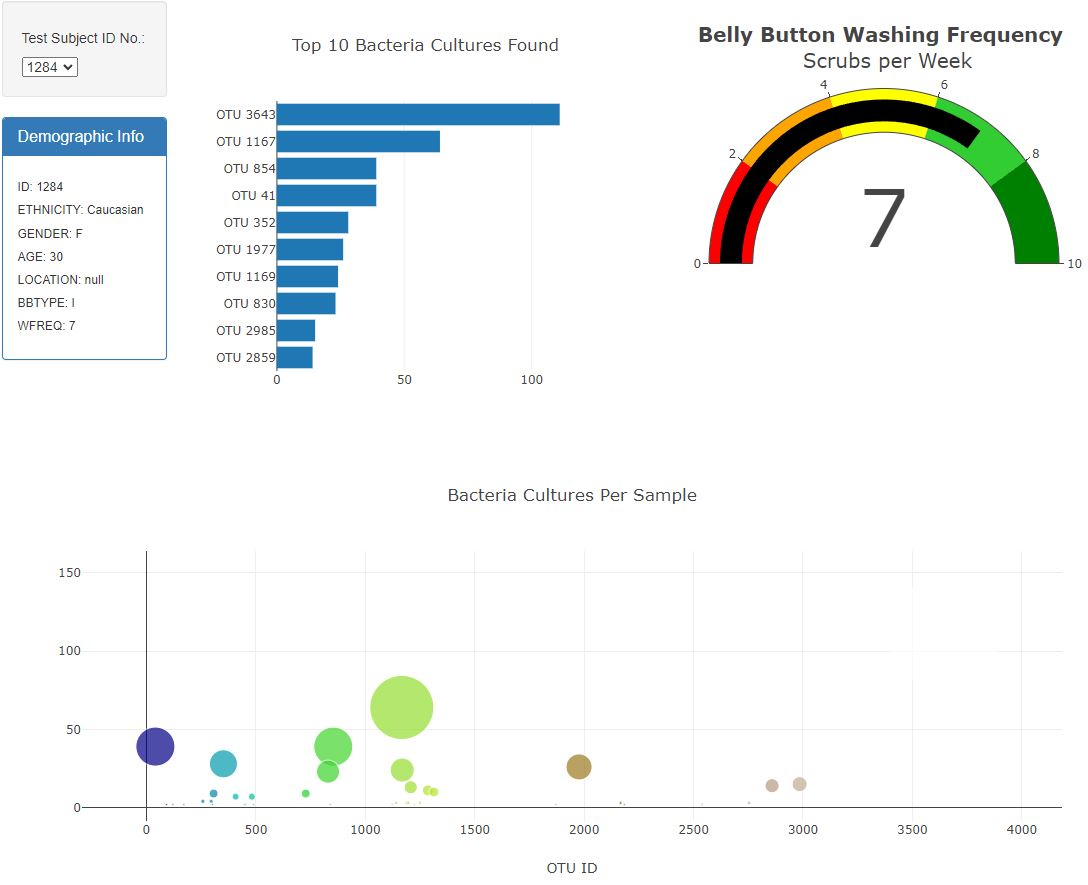 Test Subject ID No.:
1284
Demographic Info
ID: 1284
ETHNICITY: Caucasian
GENDER: F
AGE: 30
LOCATION: null
BBTYPE: I
WFREQ: 7
Top 10 Bacteria Cultures Found
OTU 3643
OTU 1167
OTU 854
OTU 41
OTU 352
OTU 1977
OTU 1169
OTU 830
OTU 2985
OTU 2859
0 50 100
Belly Button Washing Frequency
Scrubs per Week
4 6
2 8
7
0 10
Bacteria Cultures Per Sample
150
100
50
0
0 500 1000 1500 2000 2500 3000 3500 4000
OTU ID